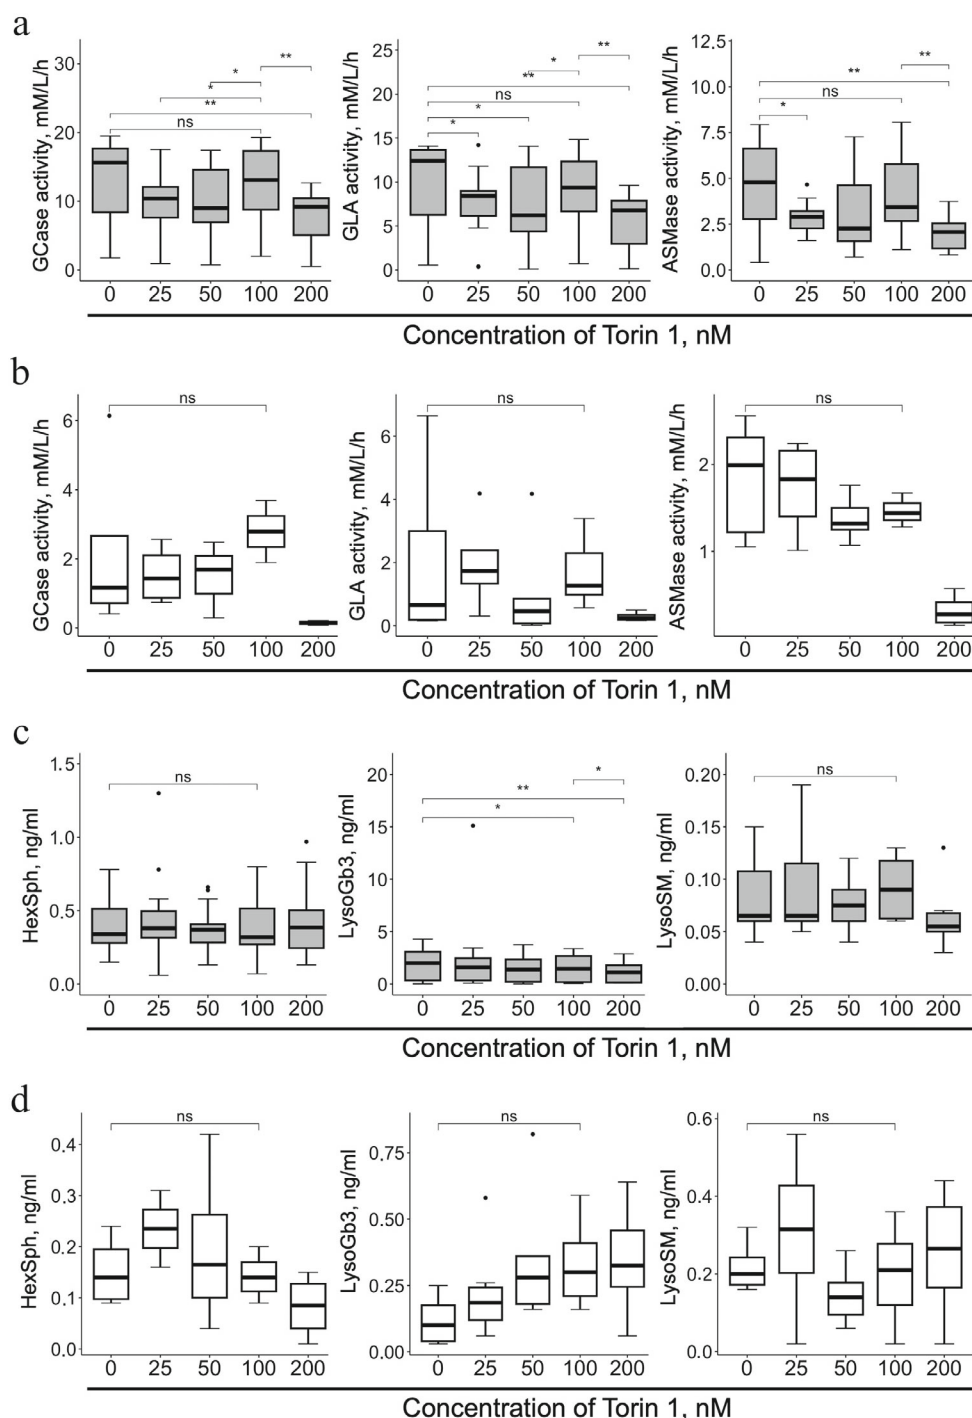 a
GCase activity, mM/L/h
30
20
10
0
ns
**
*
*
**
0 25 50 100 200
GLA activity, mM/L/h
25
20
15
10
5
0
*
*
ns
**
*
**
0 25 50 100 200
ASMase activity, mM/L/h
12.5
10.0
7.5
5.0
2.5
0.0
*
ns
**
**
0 25 50 100 200
Concentration of Torin 1, nM
b
GCase activity, mM/L/h
6
4
2
0
ns
0 25 50 100 200
GLA activity, mM/L/h
6
4
2
0
ns
0 25 50 100 200
ASMase activity, mM/L/h
2
1
ns
0 25 50 100 200
Concentration of Torin 1, nM
c
HexSph, ng/ml
1.5
1.0
0.5
0.0
ns
0 25 50 100 200
LysoGb3, ng/ml
20
15
10
5
0
*
**
*
0 25 50 100 200
LysoSM, ng/ml
0.20
0.15
0.10
0.05
0.00
ns
0 25 50 100 200
Concentration of Torin 1, nM
d
HexSph, ng/ml
0.4
0.3
0.2
0.1
0.0
ns
0 25 50 100 200
LysoGb3, ng/ml
0.75
0.50
0.25
0.00
ns
0 25 50 100 200
LysoSM, ng/ml
0.6
0.4
0.2
0.0
ns
0 25 50 100 200
Concentration of Torin 1, nM